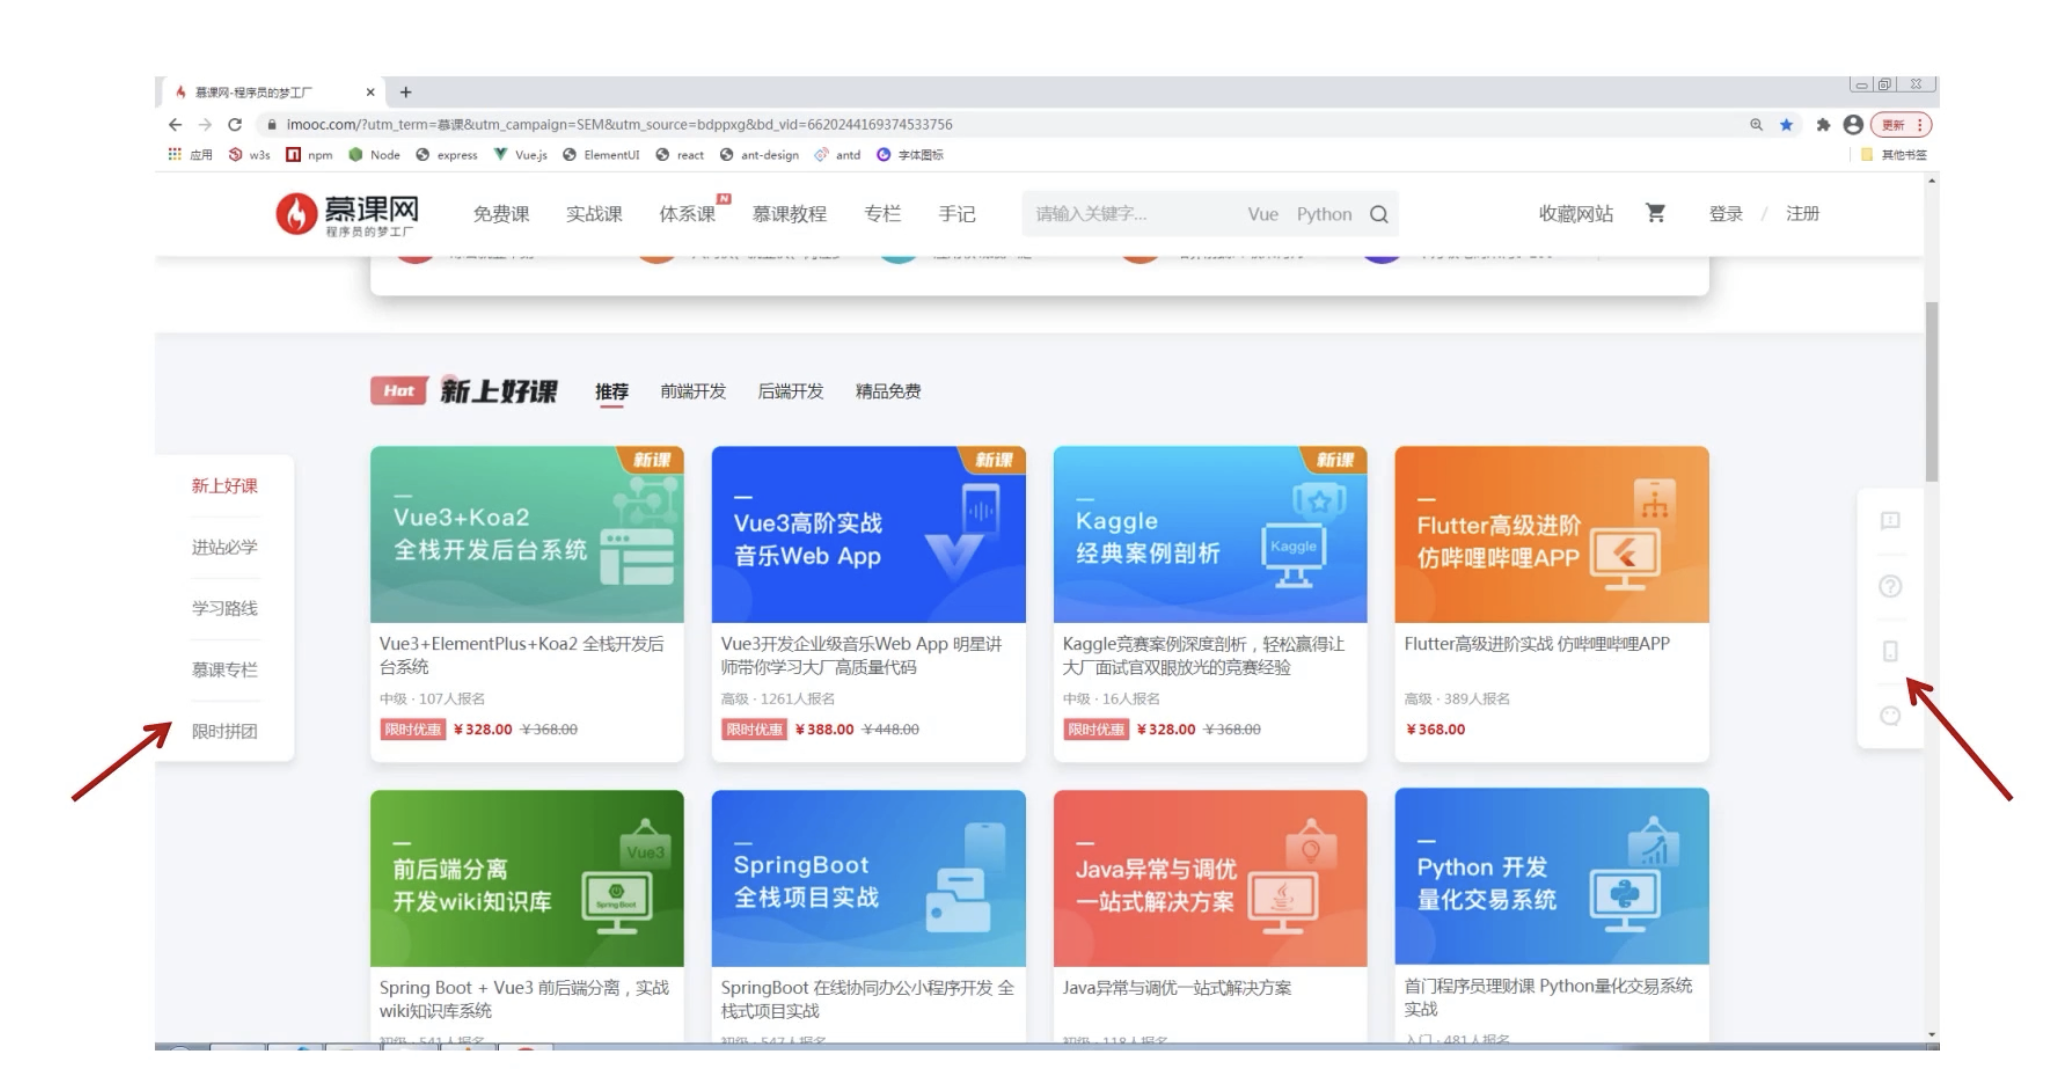 慕课网-程序员的梦工厂
imooc.com/?utm_term=慕课&utm_campaign=SEM&utm_source=bdppxg&bd_vid=6620244169374533756
更新
应用 w3s npm Node express Vue.js ElementUI react ant-design antd 字体图标 其他书签
慕课网
程序员的梦工厂
免费课 实战课 体系课 N 慕课教程 专栏 手记 请输入关键字... Vue Python 收藏网站 登录 / 注册
Hot 新上好课 推荐 前端开发 后端开发 精品免费
新上好课
进站必学
学习路线
慕课专栏
限时拼团
新课
Vue3+Koa2
全栈开发后台系统
Vue3+ElementPlus+Koa2 全栈开发后
台系统
中级 · 107人报名
限时优惠 ¥328.00 ¥368.00
新课
Vue3高阶实战
音乐Web App
Vue3开发企业级音乐Web App 明星讲
师带你学习大厂高质量代码
高级 · 1261人报名
限时优惠 ¥388.00 ¥448.00
新课
Kaggle
经典案例剖析
Kaggle
Kaggle竞赛案例深度剖析，轻松赢得让
大厂面试官双眼放光的竞赛经验
中级 · 16人报名
限时优惠 ¥328.00 ¥368.00
Flutter高级进阶
仿哔哩哔哩APP
Flutter高级进阶实战 仿哔哩哔哩APP
高级 · 389人报名
¥368.00
前后端分离
开发wiki知识库
Vue3
Spring Boot
Spring Boot + Vue3 前后端分离，实战
wiki知识库系统
初级 · 541人报名
SpringBoot
全栈项目实战
SpringBoot 在线协同办公小程序开发 全
栈式项目实战
初级 · 547人报名
Java异常与调优
一站式解决方案
Java异常与调优一站式解决方案
初级 · 118人报名
Python 开发
量化交易系统
首门程序员理财课 Python量化交易系统
实战
入门 · 481人报名